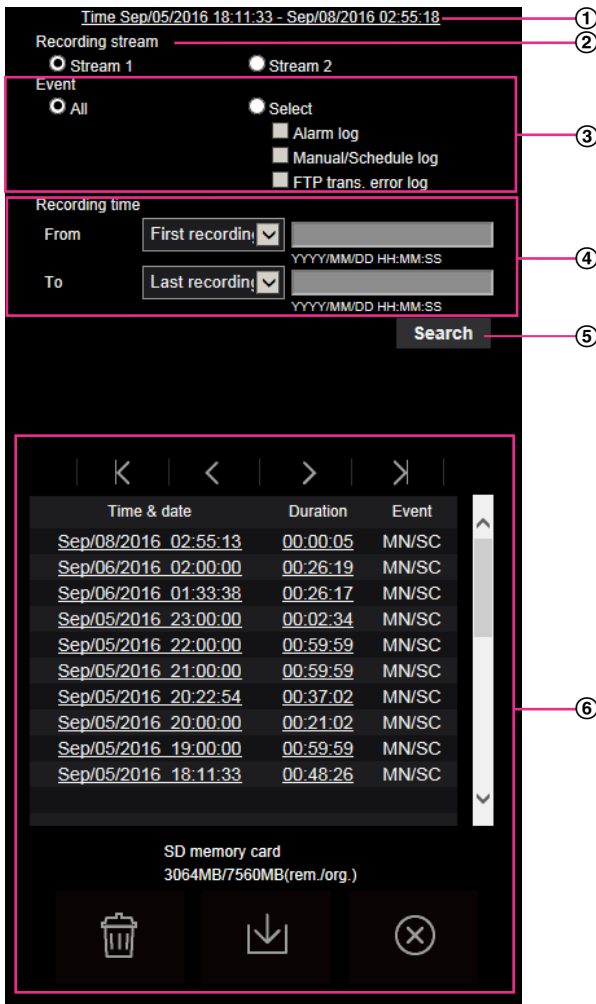 Time Sep/05/2016 18:11:33 - Sep/08/2016 02:55:18 ①
Recording stream ②
Stream 1 Stream 2
Event
All Select
Alarm log ③
Manual/Schedule log
FTP trans. error log
Recording time
From First recording
YYYY/MM/DD HH:MM:SS ④
To Last recording
YYYY/MM/DD HH:MM:SS
Search ⑤
Time & date Duration Event
Sep/08/2016 02:55:13 00:00:05 MN/SC
Sep/06/2016 02:00:00 00:26:19 MN/SC
Sep/06/2016 01:33:38 00:26:17 MN/SC
Sep/05/2016 23:00:00 00:02:34 MN/SC
Sep/05/2016 22:00:00 00:59:59 MN/SC
Sep/05/2016 21:00:00 00:59:59 MN/SC
Sep/05/2016 20:22:54 00:37:02 MN/SC ⑥
Sep/05/2016 20:00:00 00:21:02 MN/SC
Sep/05/2016 19:00:00 00:59:59 MN/SC
Sep/05/2016 18:11:33 00:48:26 MN/SC
SD memory card
3064MB/7560MB(rem./org.)